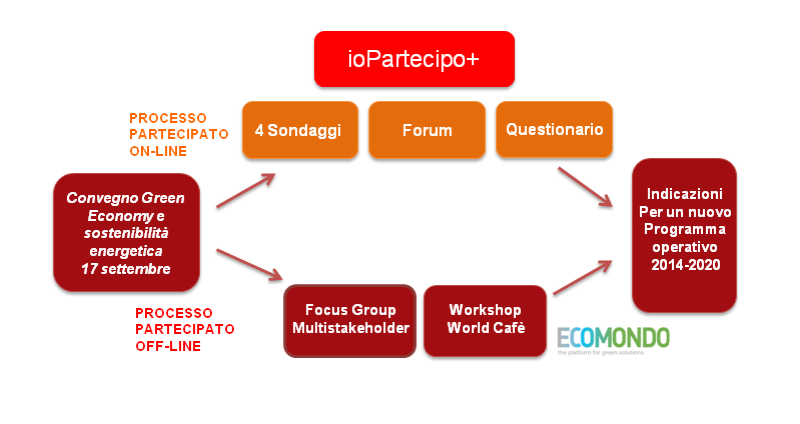 ioPartecipo+
PROCESSO
PARTECIPATO
ON-LINE
4 Sondaggi
Forum
Questionario
Convegno Green
Economy e
sostenibilità
energetica
17 settembre
Indicazioni
Per un nuovo
Programma
operativo
2014-2020
PROCESSO
PARTECIPATO
OFF-LINE
Focus Group
Multistakeholder
Workshop
World Cafè
ECOMONDO
the platform for green solutions